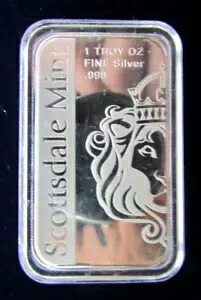 1 TROY OZ
FINE Silver
.999
Scottsdale Mint